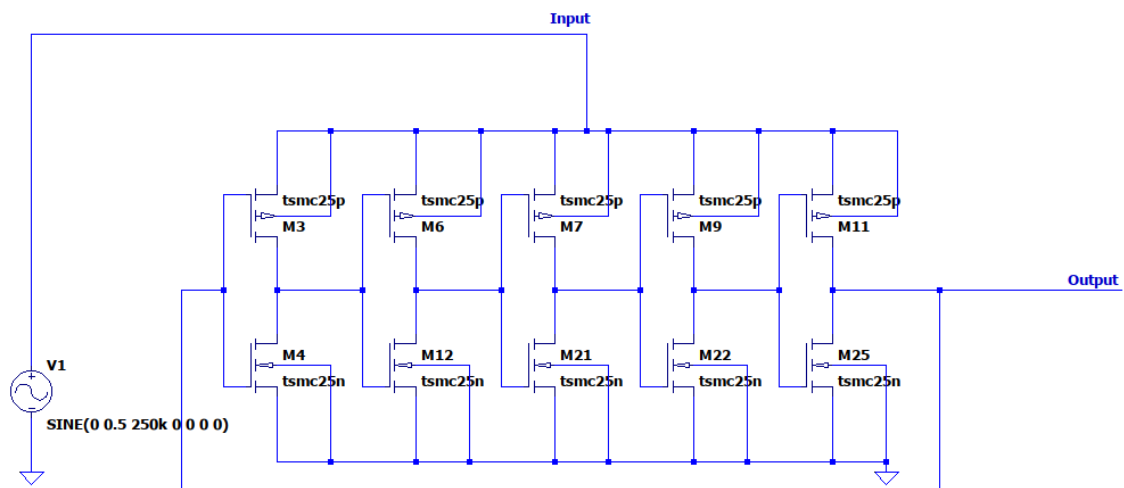 Input
tsmc25p
tsmc25p
tsmc25p
tsmc25p
tsmc25p
M3
M6
M7
M9
M11
Output
M4
M12
M21
M22
M25
tsmc25n
tsmc25n
tsmc25n
tsmc25n
tsmc25n
V1
+
−
SINE(0 0.5 250k 0 0 0 0)